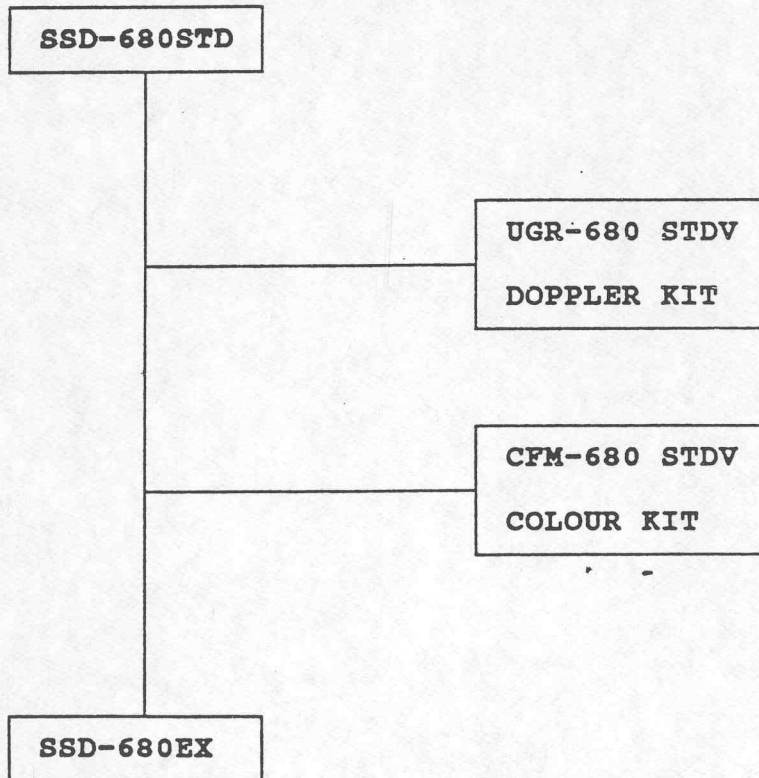 SSD-680STD
UGR-680 STDV
DOPPLER KIT
CFM-680 STDV
COLOUR KIT
SSD-680EX